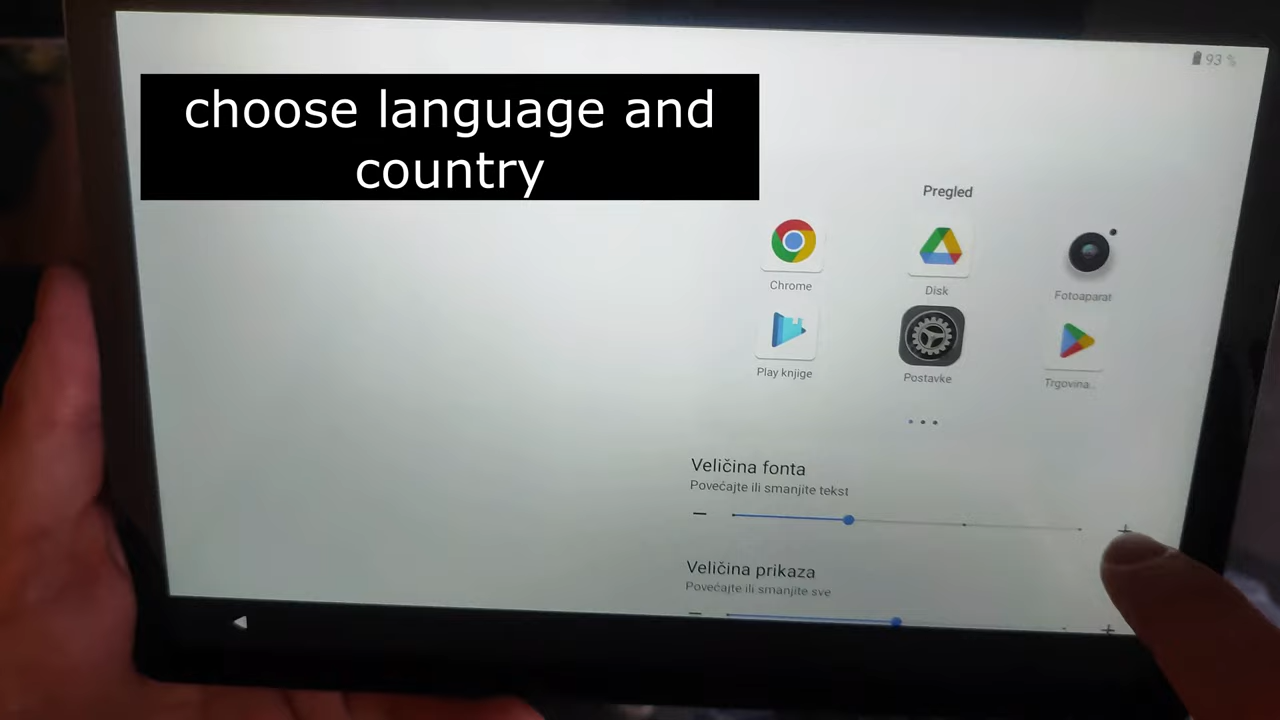 93 %
choose language and
country
Pregled
Chrome
Disk
Fotoaparat
Play knjige
Postavke
Trgovina..
Veličina fonta
Povećajte ili smanjite tekst
Veličina prikaza
Povećajte ili smanjite sve